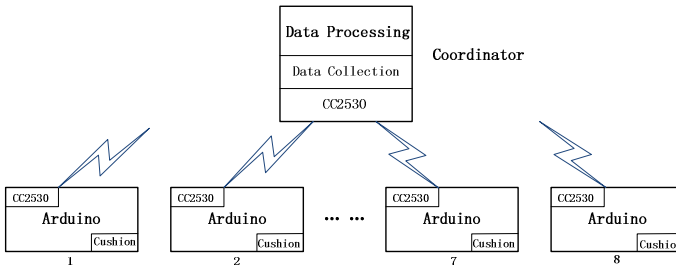 Data Processing
Coordinator
Data Collection
CC2530
CC2530 CC2530 CC2530 CC2530
Arduino Arduino ... ... Arduino Arduino
Cushion Cushion Cushion Cushion
1 2 7 8